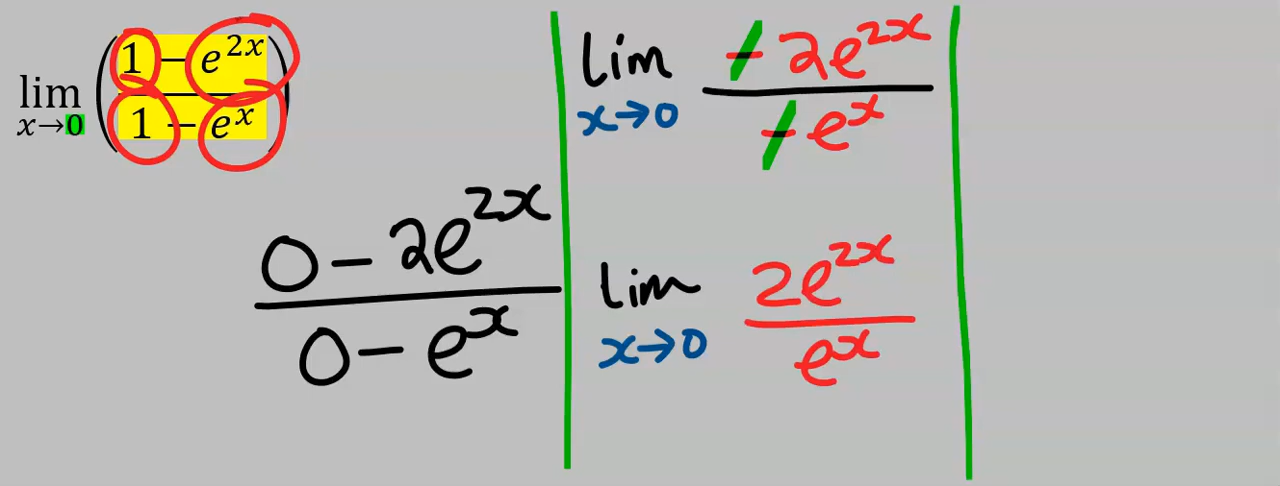 lim x→0 (1 − e^{2x} / 1 − e^x)
0 − 2e^{2x} / 0 − e^x
lim x→0 − 2e^{2x} / − e^x
lim x→0 2e^{2x} / e^x